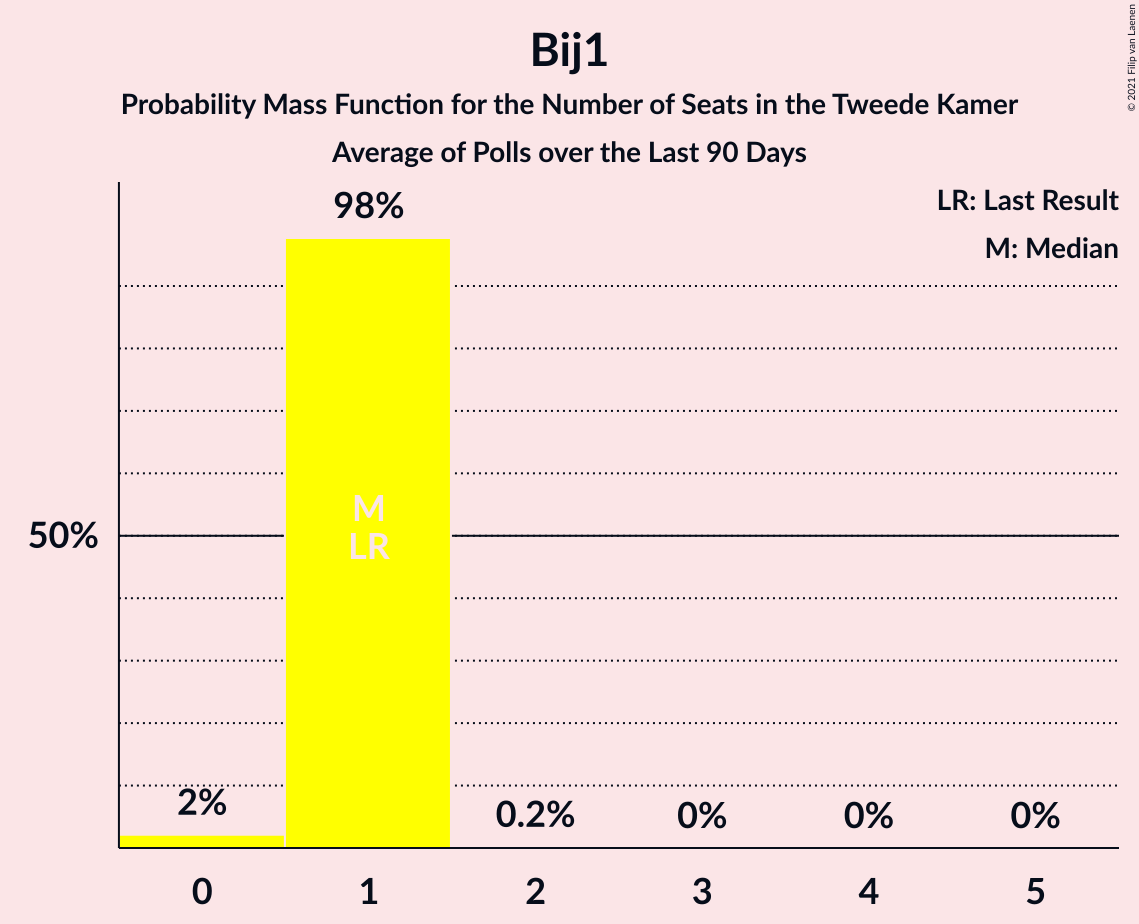 Bij1
Probability Mass Function for the Number of Seats in the Tweede Kamer
Average of Polls over the Last 90 Days
© 2021 Filip van Laenen
LR: Last Result
M: Median
98%
M
LR
50%
2%
0.2%
0%
0%
0%
0 1 2 3 4 5